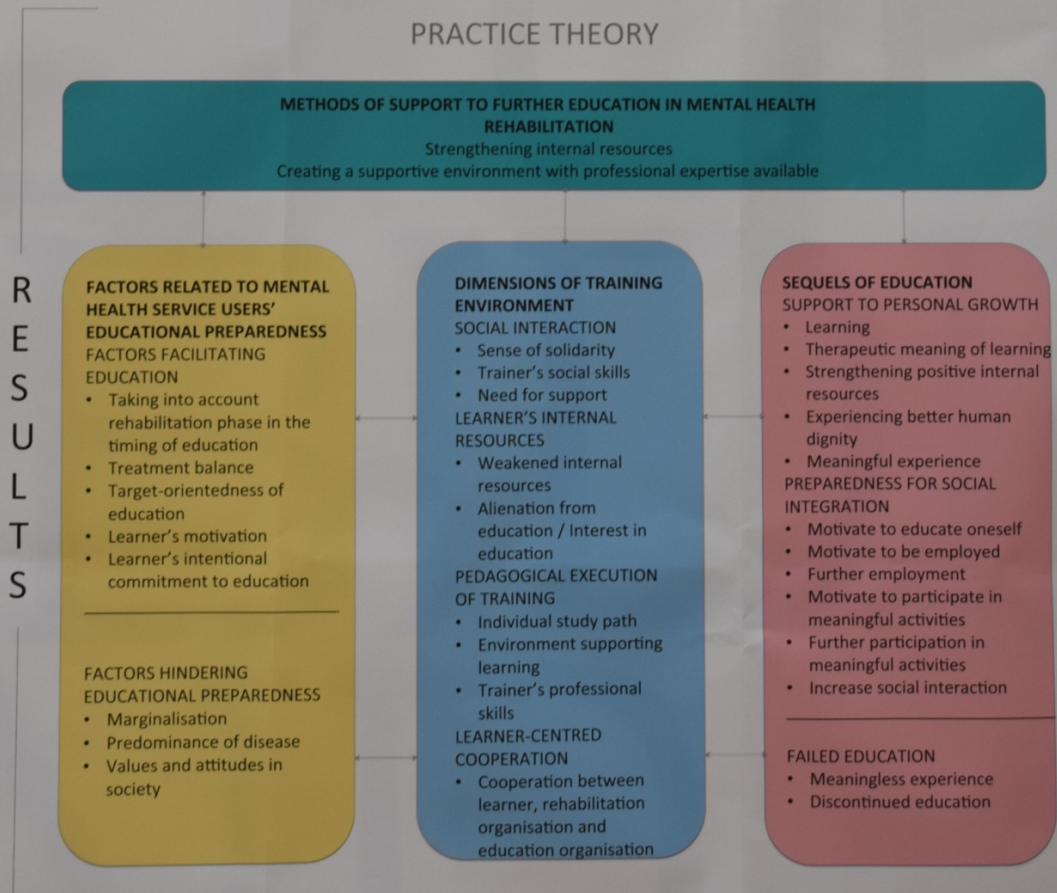 PRACTICE THEORY
METHODS OF SUPPORT TO FURTHER EDUCATION IN MENTAL HEALTH
REHABILITATION
Strengthening internal resources
Creating a supportive environment with professional expertise available
RESULTS
FACTORS RELATED TO MENTAL
HEALTH SERVICE USERS'
EDUCATIONAL PREPAREDNESS
FACTORS FACILITATING
EDUCATION
• Taking into account
rehabilitation phase in the
timing of education
• Treatment balance
• Target-orientedness of
education
• Learner's motivation
• Learner's intentional
commitment to education
FACTORS HINDERING
EDUCATIONAL PREPAREDNESS
• Marginalisation
• Predominance of disease
• Values and attitudes in
society
DIMENSIONS OF TRAINING
ENVIRONMENT
SOCIAL INTERACTION
• Sense of solidarity
• Trainer's social skills
• Need for support
LEARNER'S INTERNAL
RESOURCES
• Weakened internal
resources
• Alienation from
education / Interest in
education
PEDAGOGICAL EXECUTION
OF TRAINING
• Individual study path
• Environment supporting
learning
• Trainer's professional
skills
LEARNER-CENTRED
COOPERATION
• Cooperation between
learner, rehabilitation
organisation and
education organisation
SEQUELS OF EDUCATION
SUPPORT TO PERSONAL GROWTH
• Learning
• Therapeutic meaning of learning
• Strengthening positive internal
resources
• Experiencing better human
dignity
• Meaningful experience
PREPAREDNESS FOR SOCIAL
INTEGRATION
• Motivate to educate oneself
• Motivate to be employed
• Further employment
• Motivate to participate in
meaningful activities
• Further participation in
meaningful activities
• Increase social interaction
FAILED EDUCATION
• Meaningless experience
• Discontinued education